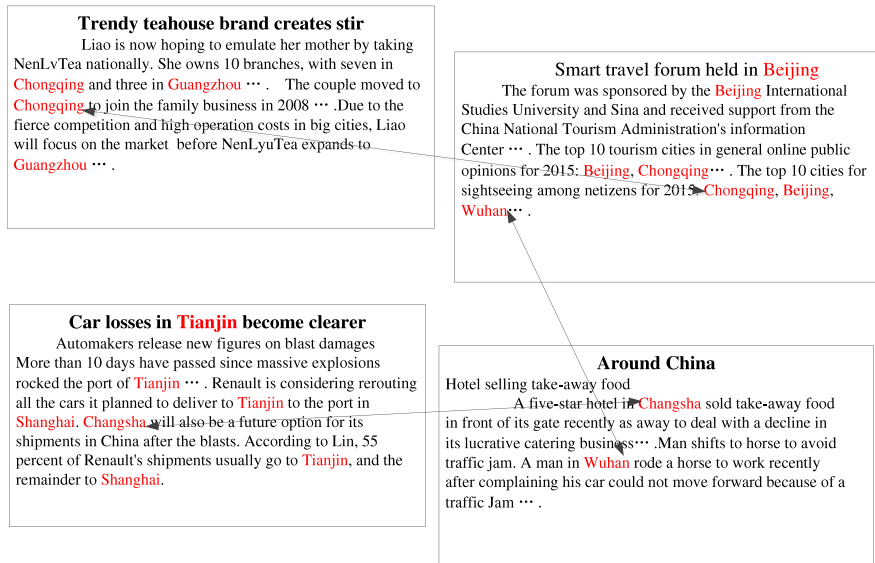 Trendy teahouse brand creates stir
Liao is now hoping to emulate her mother by taking
NenLvTea nationally. She owns 10 branches, with seven in
Chongqing and three in Guangzhou ··· . The couple moved to
Chongqing to join the family business in 2008 ··· .Due to the
fierce competition and high operation costs in big cities, Liao
will focus on the market before NenLyuTea expands to
Guangzhou ··· .
Smart travel forum held in Beijing
The forum was sponsored by the Beijing International
Studies University and Sina and received support from the
China National Tourism Administration's information
Center ··· . The top 10 tourism cities in general online public
opinions for 2015: Beijing, Chongqing··· . The top 10 cities for
sightseeing among netizens for 2015: Chongqing, Beijing,
Wuhan··· .
Car losses in Tianjin become clearer
Automakers release new figures on blast damages
More than 10 days have passed since massive explosions
rocked the port of Tianjin ··· . Renault is considering rerouting
all the cars it planned to deliver to Tianjin to the port in
Shanghai. Changsha will also be a future option for its
shipments in China after the blasts. According to Lin, 55
percent of Renault's shipments usually go to Tianjin, and the
remainder to Shanghai.
Around China
Hotel selling take-away food
A five-star hotel in Changsha sold take-away food
in front of its gate recently as away to deal with a decline in
its lucrative catering business··· .Man shifts to horse to avoid
traffic jam. A man in Wuhan rode a horse to work recently
after complaining his car could not move forward because of a
traffic Jam ··· .